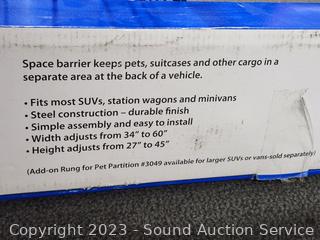 Space barrier keeps pets, suitcases and other cargo in a
separate area at the back of a vehicle.
• Fits most SUVs, station wagons and minivans
• Steel construction – durable finish
• Simple assembly and easy to install
• Width adjusts from 34" to 60"
• Height adjusts from 27" to 45"
(Add-on Rung for Pet Partition #3049 available for larger SUVs or vans-sold separately)
Copyright 2023 - Sound Auction Service